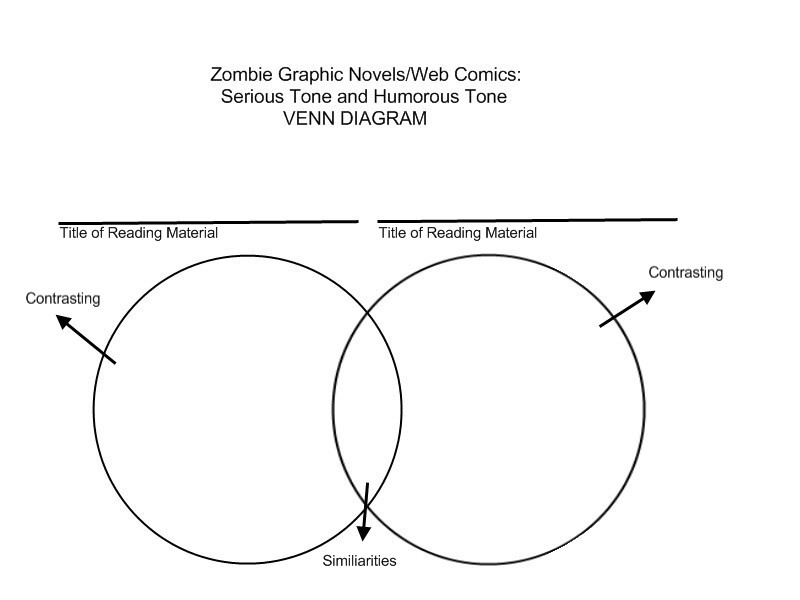 Zombie Graphic Novels/Web Comics:
Serious Tone and Humorous Tone
VENN DIAGRAM
Title of Reading Material
Title of Reading Material
Contrasting
Contrasting
Similiarities